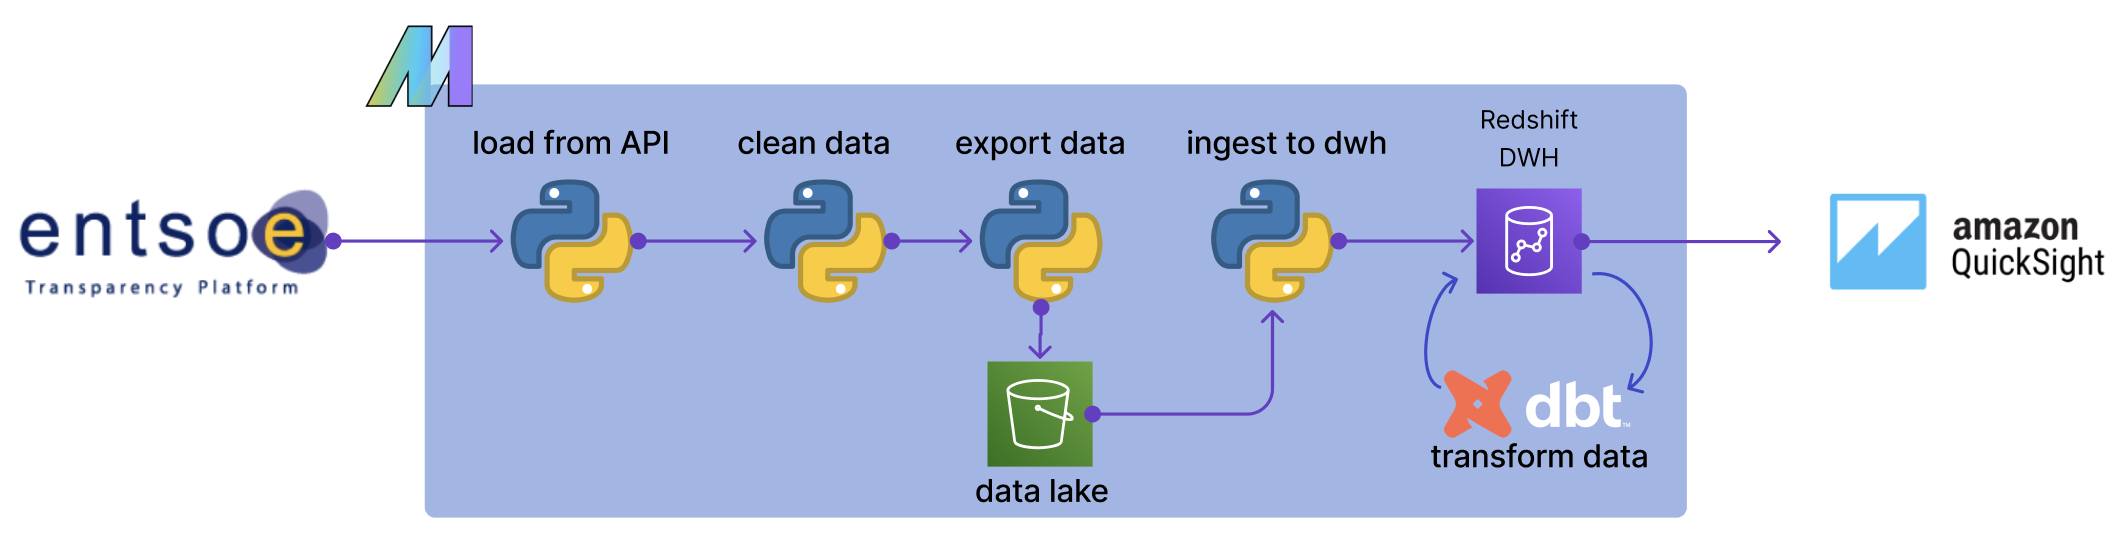 entsoe
Transparency Platform
load from API
clean data
export data
ingest to dwh
Redshift
DWH
data lake
dbt™
transform data
amazon
QuickSight